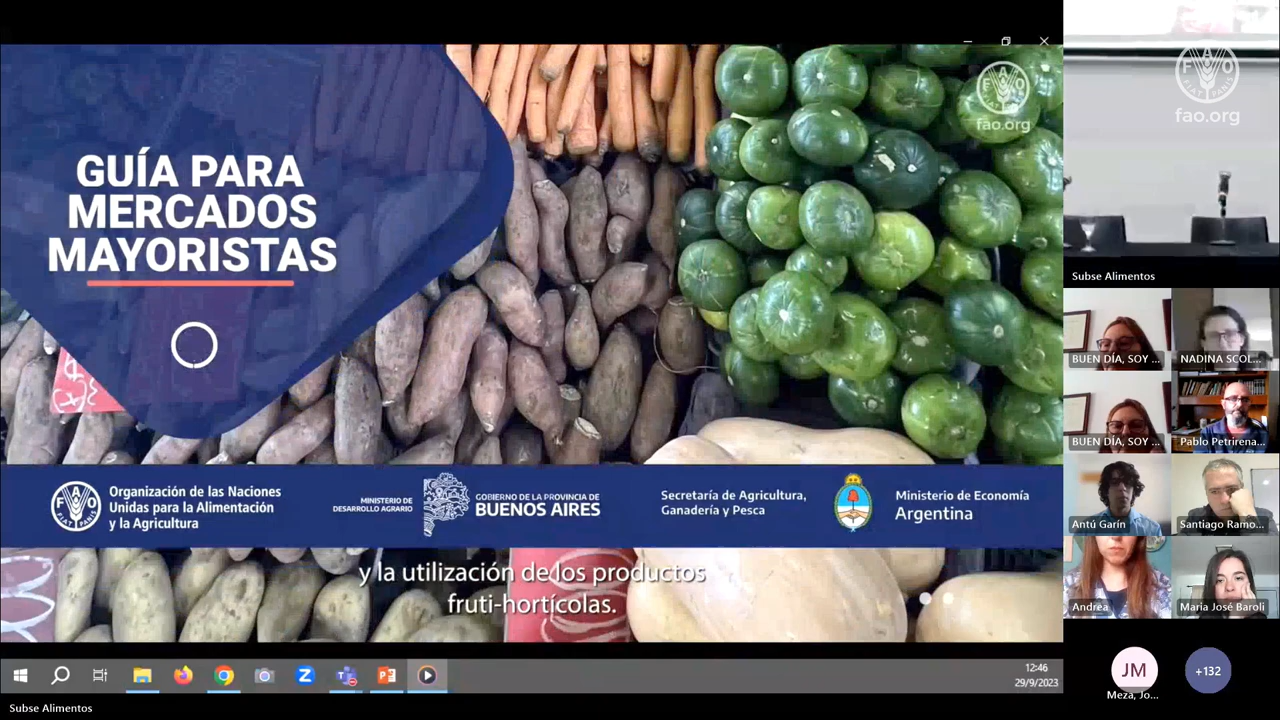 GUÍA PARA
MERCADOS
MAYORISTAS
fao.org
Organización de las Naciones
Unidas para la Alimentación
y la Agricultura
MINISTERIO DE
DESARROLLO AGRARIO
GOBIERNO DE LA PROVINCIA DE
BUENOS AIRES
Secretaría de Agricultura,
Ganadería y Pesca
Ministerio de Economía
Argentina
y la utilización de los productos
fruti-hortícolas.
12:46
29/9/2023
Subse Alimentos
fao.org
Subse Alimentos
BUEN DÍA, SOY ...
NADINA SCOL...
BUEN DÍA, SOY ...
Pablo Petrirena...
Antú Garín
Santiago Ramo...
Andrea
Maria José Baroli
JM
+132
Meza, Jo...